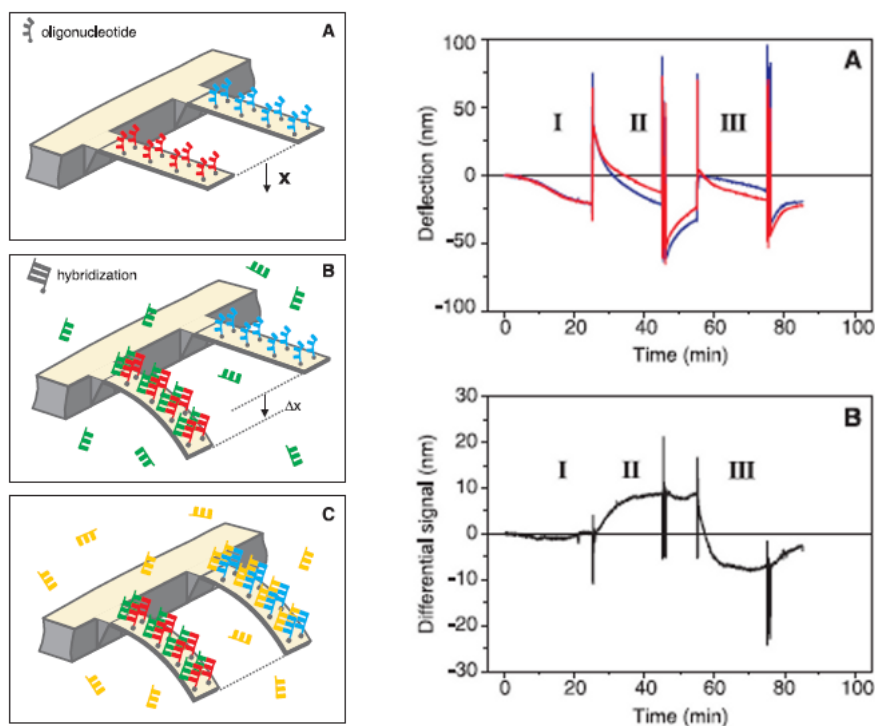 oligonucleotide
A
x
hybridization
B
Δx
C
100
50
0
-50
-100
A
I
II
III
Deflection (nm)
0
20
40
60
80
100
Time (min)
30
20
10
0
-10
-20
-30
B
I
II
III
Differential signal (nm)
0
20
40
60
80
100
Time (min)